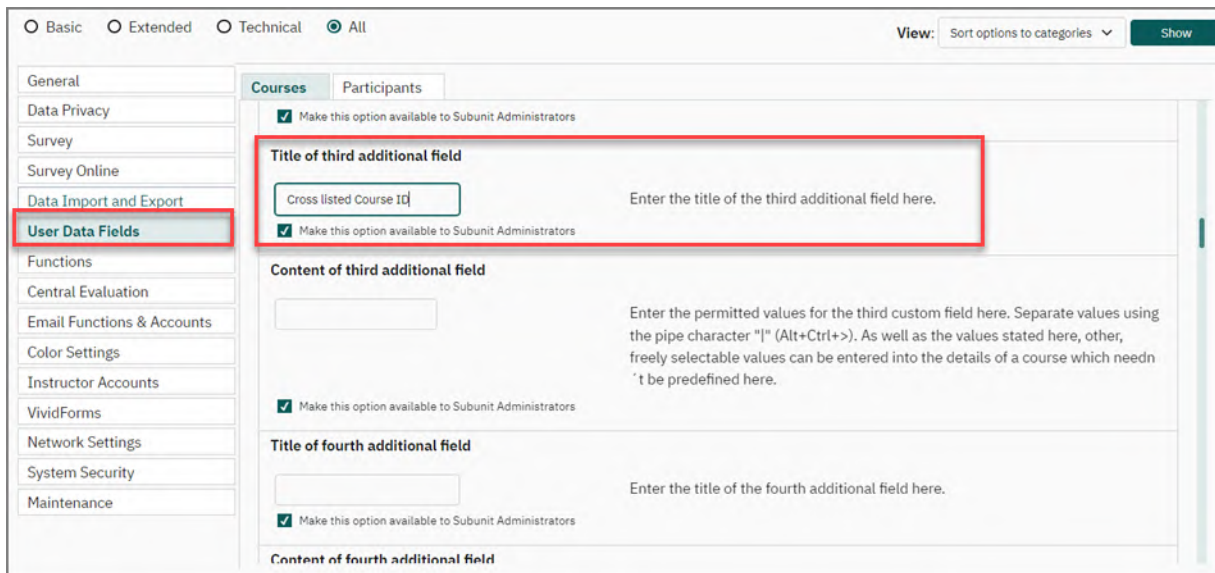 Basic Extended Technical All
View: Sort options to categories Show
General
Data Privacy
Survey
Survey Online
Data Import and Export
User Data Fields
Functions
Central Evaluation
Email Functions & Accounts
Color Settings
Instructor Accounts
VividForms
Network Settings
System Security
Maintenance
Courses Participants
Make this option available to Subunit Administrators
Title of third additional field
Cross listed Course ID
Enter the title of the third additional field here.
Make this option available to Subunit Administrators
Content of third additional field
Enter the permitted values for the third custom field here. Separate values using
the pipe character "|" (Alt+Ctrl+>). As well as the values stated here, other,
freely selectable values can be entered into the details of a course which needn
´t be predefined here.
Make this option available to Subunit Administrators
Title of fourth additional field
Enter the title of the fourth additional field here.
Make this option available to Subunit Administrators
Content of fourth additional field